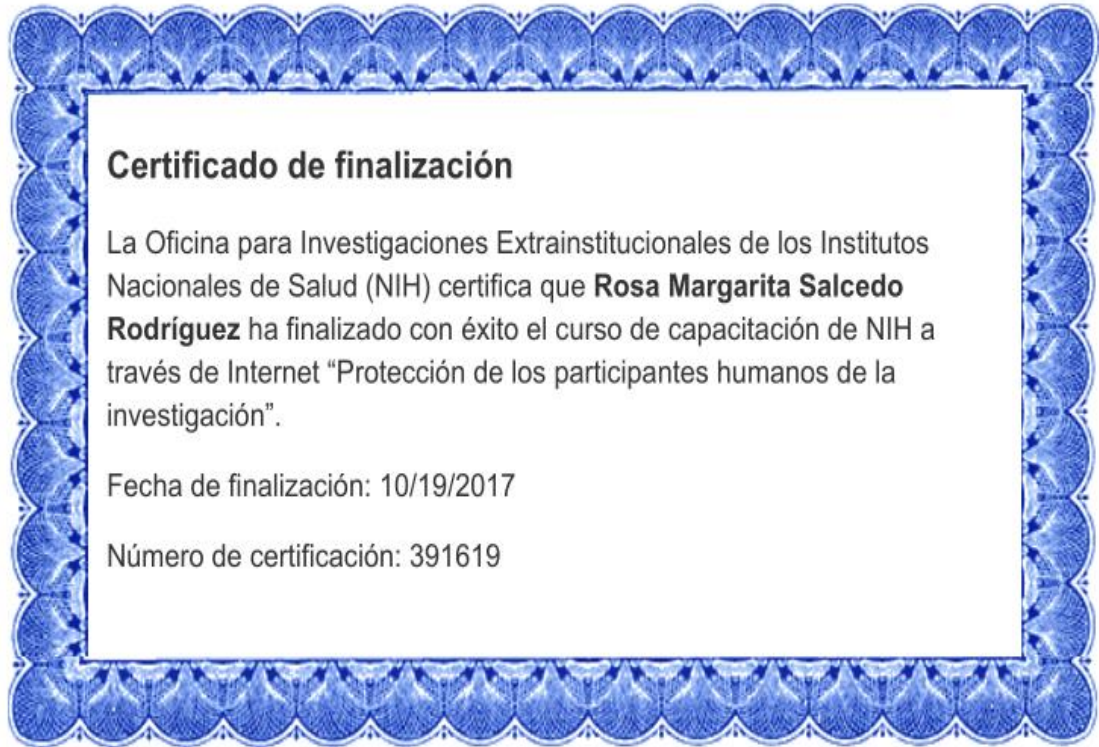 Certificado de finalización
La Oficina para Investigaciones Extrainstitucionales de los Institutos
Nacionales de Salud (NIH) certifica que Rosa Margarita Salcedo
Rodríguez ha finalizado con éxito el curso de capacitación de NIH a
través de Internet “Protección de los participantes humanos de la
investigación”.
Fecha de finalización: 10/19/2017
Número de certificación: 391619